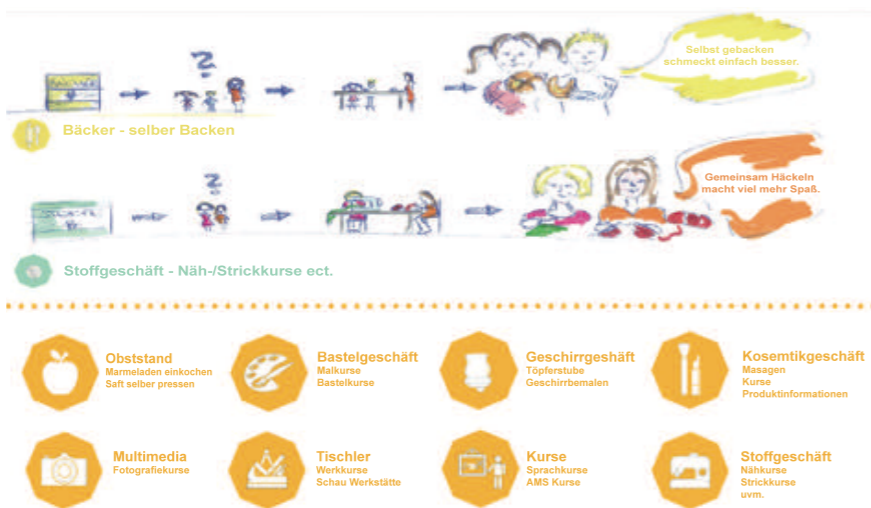 Selbst gebacken
schmeckt einfach besser.
?
Bäcker - selber Backen
Gemeinsam Häckeln
macht viel mehr Spaß.
?
Stoffgeschäft - Näh-/Strickkurse ect.
Obststand
Marmeladen einkochen
Saft selber pressen
Bastelgeschäft
Malkurse
Bastelkurse
Geschirrgeshäft
Töpferstube
Geschirrbemalen
Kosemtikgeschäft
Masagen
Kurse
Produktinformationen
Multimedia
Fotografiekurse
Tischler
Werkkurse
Schau Werkstätte
Kurse
Sprachkurse
AMS Kurse
Stoffgeschäft
Nähkurse
Strickkurse
uvm.